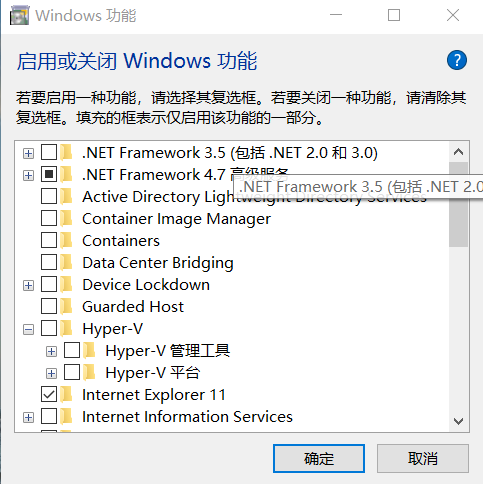 Windows 功能
启用或关闭 Windows 功能
?
若要启用一种功能，请选择其复选框。若要关闭一种功能，请清除其
复选框。填充的框表示仅启用该功能的一部分。
.NET Framework 3.5 (包括 .NET 2.0 和 3.0)
.NET Framework 4.7 高级服务
.NET Framework 3.5 (包括 .NET 2.0
Active Directory Lightweight Directory Services
Container Image Manager
Containers
Data Center Bridging
Device Lockdown
Guarded Host
Hyper-V
Hyper-V 管理工具
Hyper-V 平台
Internet Explorer 11
Internet Information Services
确定
取消